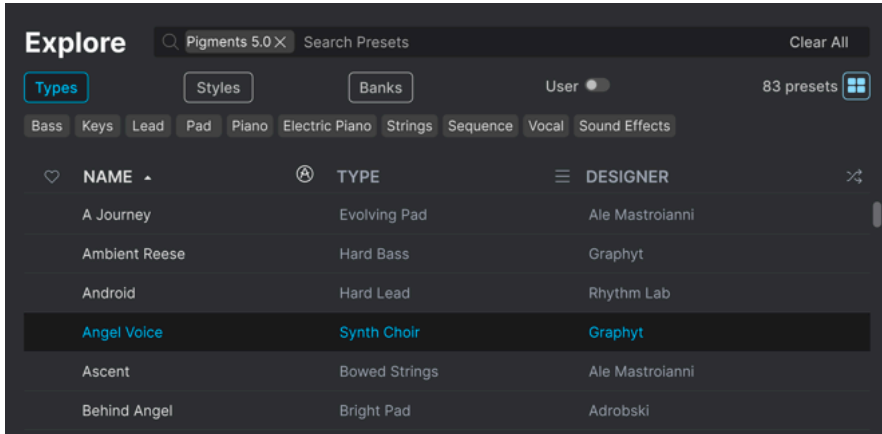 Explore Pigments 5.0 Search Presets Clear All
Types Styles Banks User 83 presets
Bass Keys Lead Pad Piano Electric Piano Strings Sequence Vocal Sound Effects
NAME TYPE DESIGNER
A Journey Evolving Pad Ale Mastroianni
Ambient Reese Hard Bass Graphyt
Android Hard Lead Rhythm Lab
Angel Voice Synth Choir Graphyt
Ascent Bowed Strings Ale Mastroianni
Behind Angel Bright Pad Adrobski